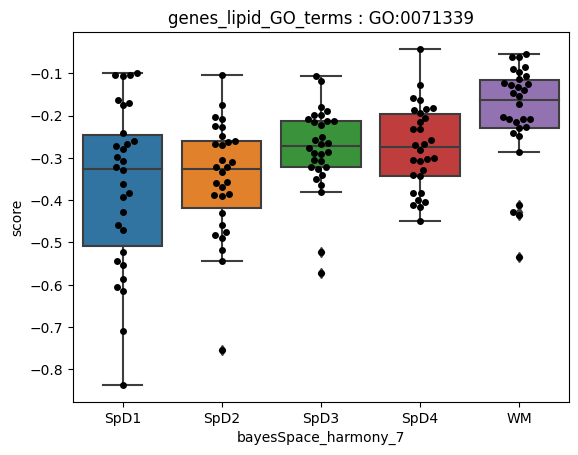 genes_lipid_GO_terms : GO:0071339
−0.1
−0.2
−0.3
−0.4
−0.5
−0.6
−0.7
−0.8
score
SpD1 SpD2 SpD3 SpD4 WM
bayesSpace_harmony_7